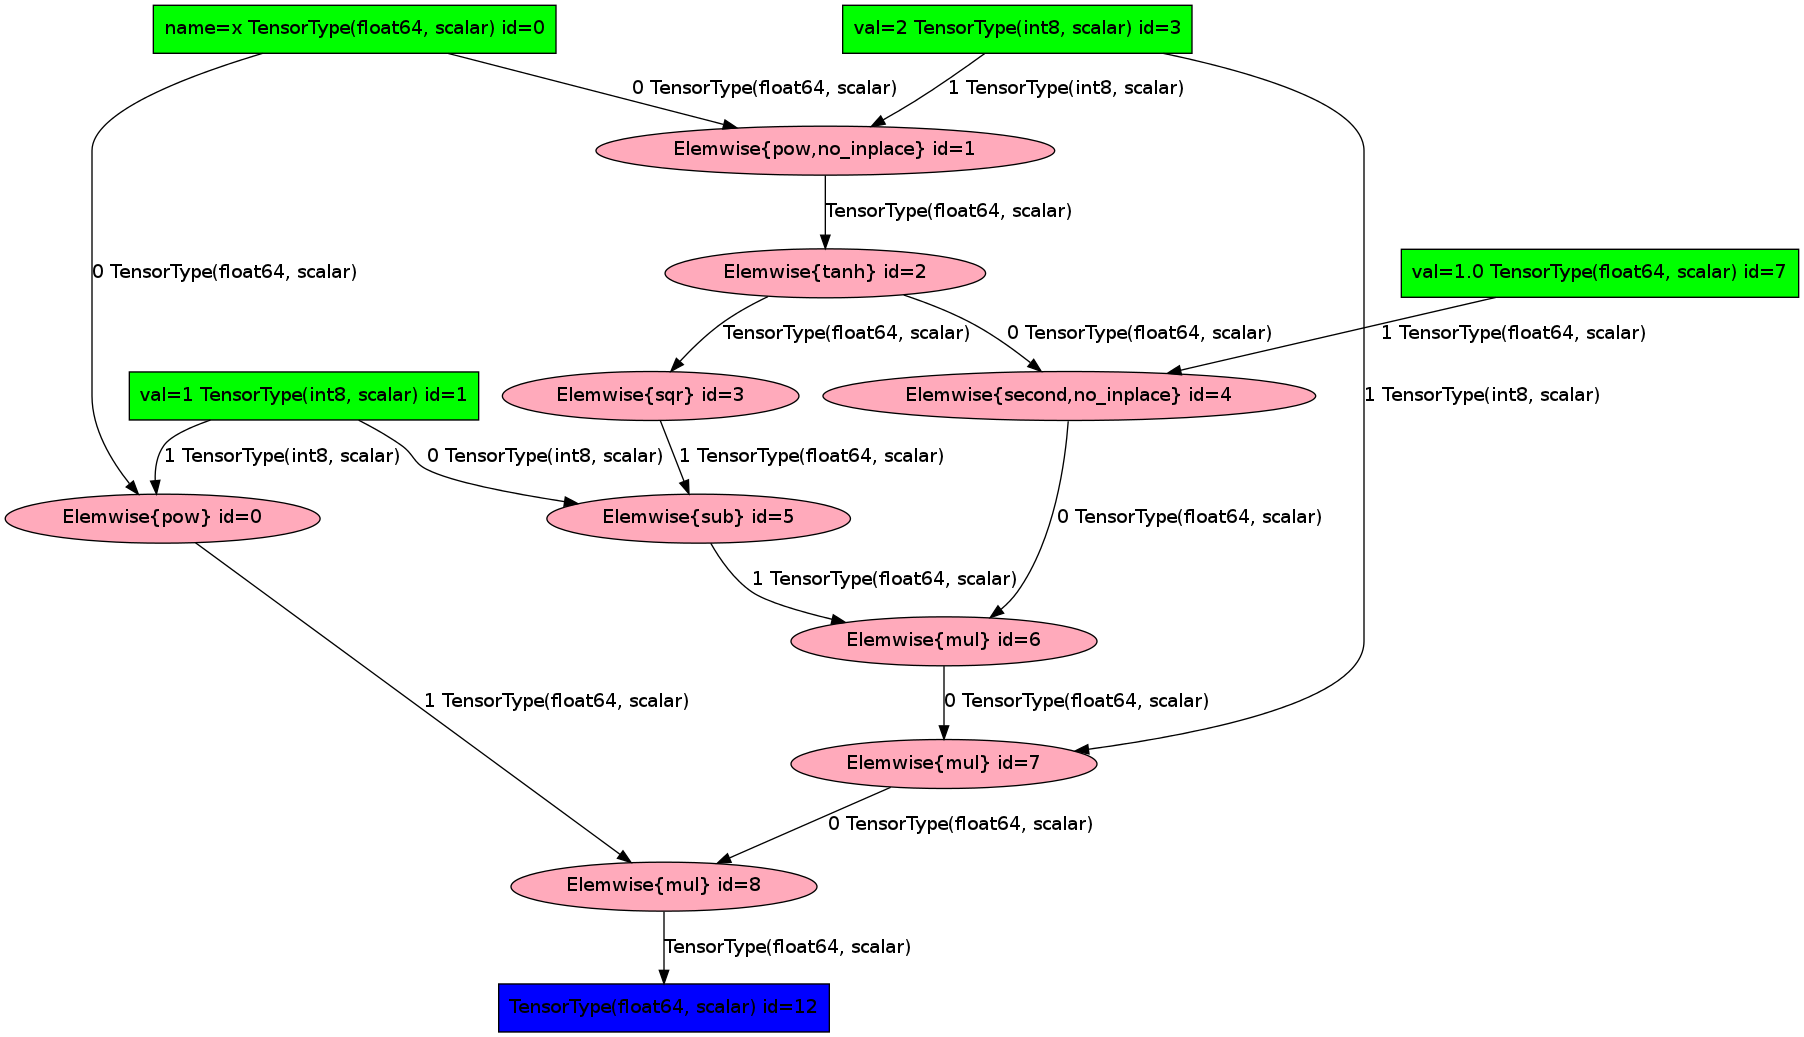 name=x TensorType(float64, scalar) id=0
val=2 TensorType(int8, scalar) id=3
0 TensorType(float64, scalar)
1 TensorType(int8, scalar)
Elemwise{pow,no_inplace} id=1
TensorType(float64, scalar)
0 TensorType(float64, scalar)
Elemwise{tanh} id=2
val=1.0 TensorType(float64, scalar) id=7
TensorType(float64, scalar)
0 TensorType(float64, scalar)
1 TensorType(float64, scalar)
val=1 TensorType(int8, scalar) id=1
Elemwise{sqr} id=3
Elemwise{second,no_inplace} id=4
1 TensorType(int8, scalar)
1 TensorType(int8, scalar)
0 TensorType(int8, scalar)
1 TensorType(float64, scalar)
Elemwise{pow} id=0
Elemwise{sub} id=5
0 TensorType(float64, scalar)
1 TensorType(float64, scalar)
Elemwise{mul} id=6
1 TensorType(float64, scalar)
0 TensorType(float64, scalar)
Elemwise{mul} id=7
0 TensorType(float64, scalar)
Elemwise{mul} id=8
TensorType(float64, scalar)
TensorType(float64, scalar) id=12